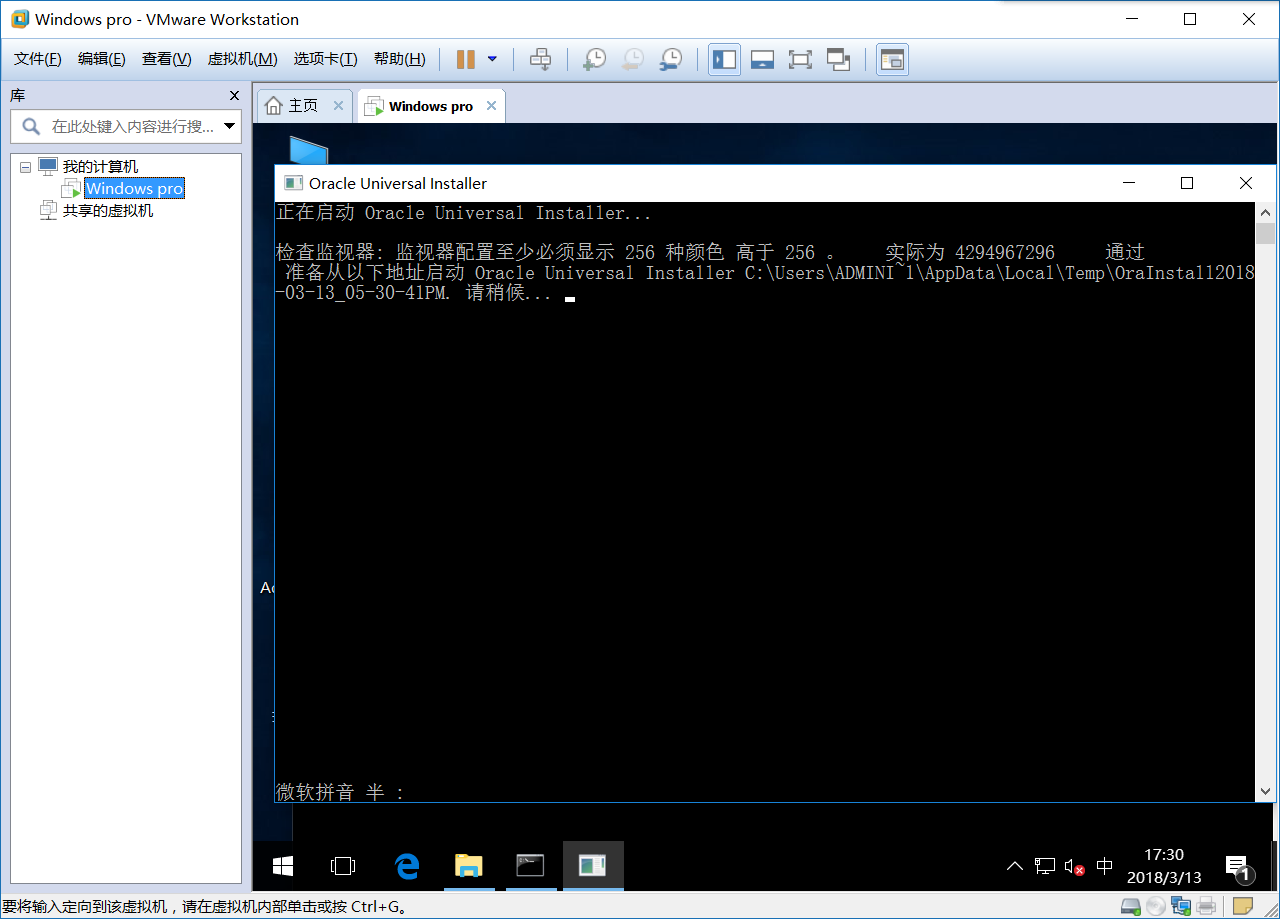 Windows pro - VMware Workstation
文件(F) 编辑(E) 查看(V) 虚拟机(M) 选项卡(T) 帮助(H)
库
在此处键入内容进行搜...
我的计算机
Windows pro
共享的虚拟机
主页
Windows pro
Oracle Universal Installer
正在启动 Oracle Universal Installer...
检查监视器: 监视器配置至少必须显示 256 种颜色 高于 256 。 实际为 4294967296 通过
准备从以下地址启动 Oracle Universal Installer C:\Users\ADMINI~1\AppData\Local\Temp\OraInstall2018
-03-13_05-30-41PM. 请稍候...
Ac
微软拼音 半 :
中
17:30
2018/3/13
1
要将输入定向到该虚拟机，请在虚拟机内部单击或按 Ctrl+G。